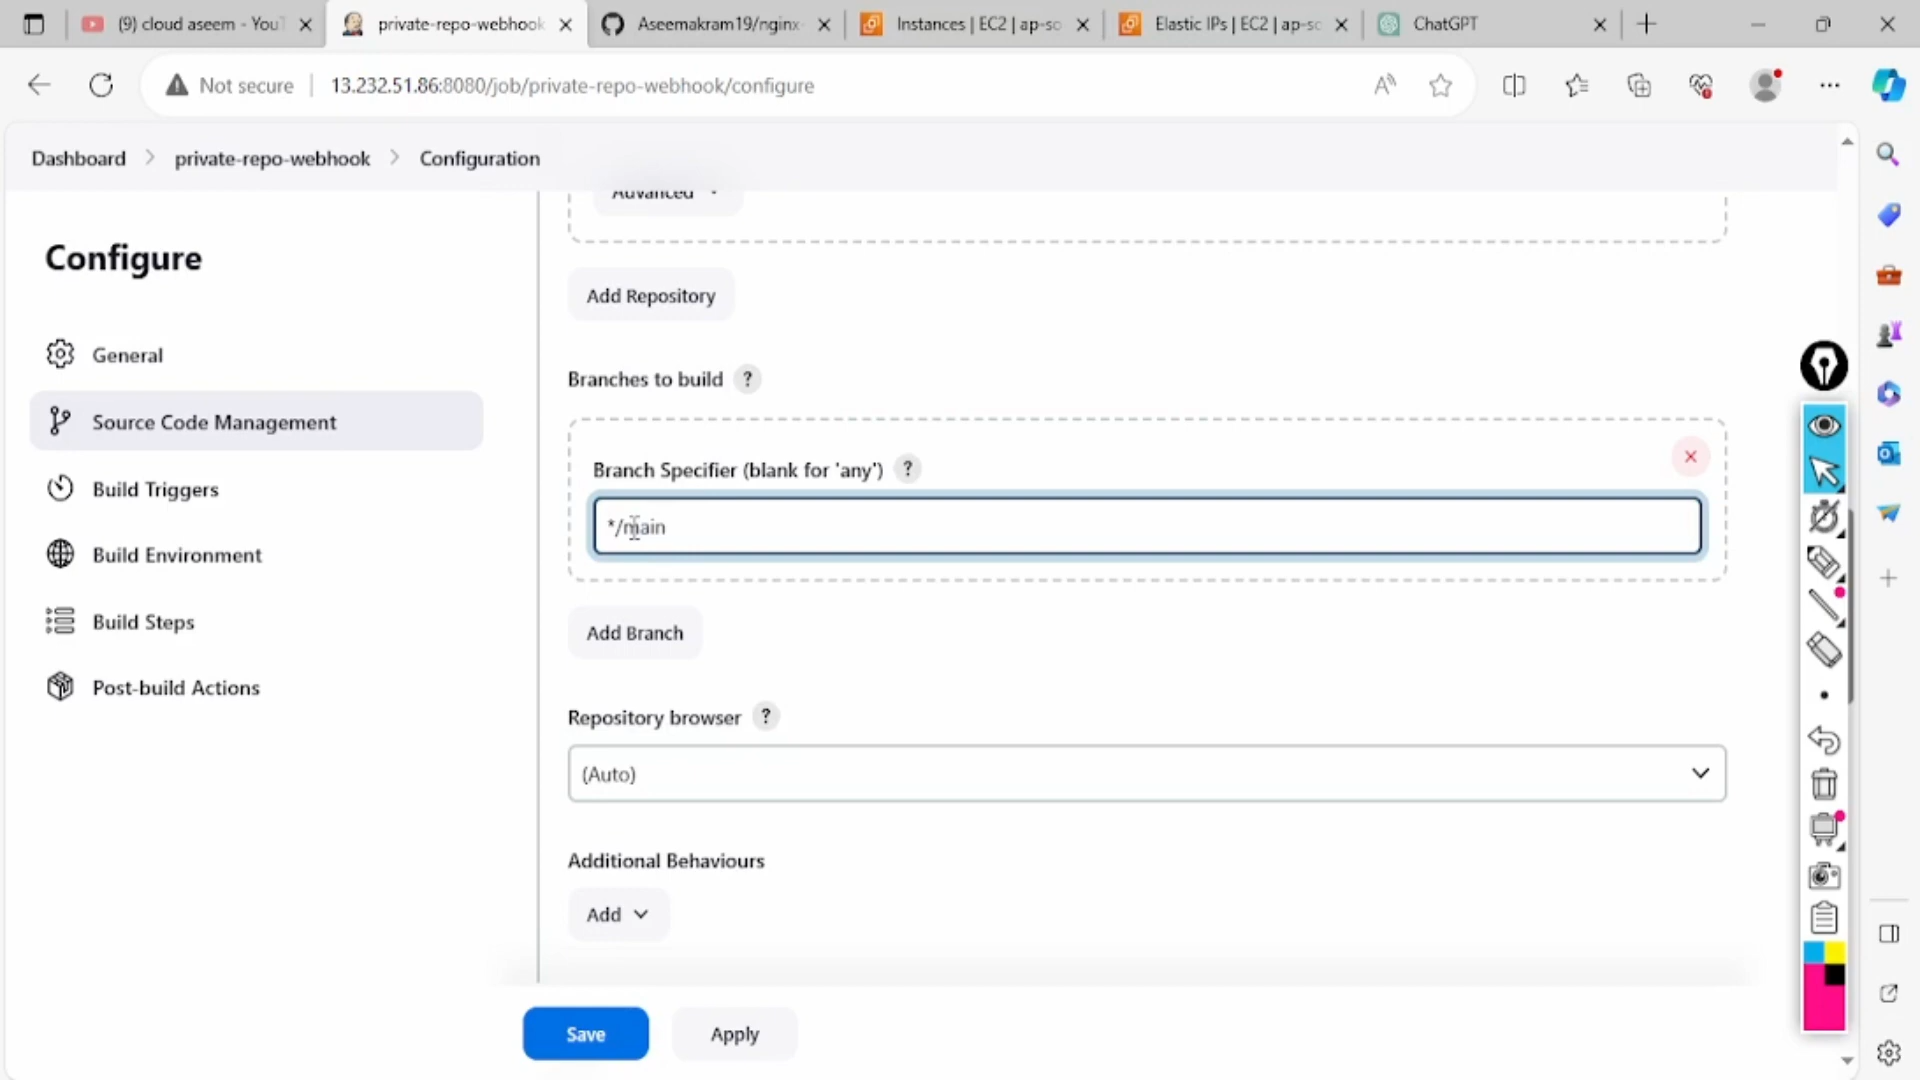 (9) cloud aseem - YouT
private-repo-webhook
Aseemakram19/nginx
Instances | EC2 | ap-so
Elastic IPs | EC2 | ap-sc
ChatGPT
Not secure
13.232.51.86:8080/job/private-repo-webhook/configure
Dashboard
private-repo-webhook
Configuration
Advanced
Configure
Add Repository
General
Branches to build ?
Source Code Management
Branch Specifier (blank for 'any') ?
Build Triggers
*/main
Build Environment
Build Steps
Add Branch
Post-build Actions
Repository browser ?
(Auto)
Additional Behaviours
Add
Save
Apply